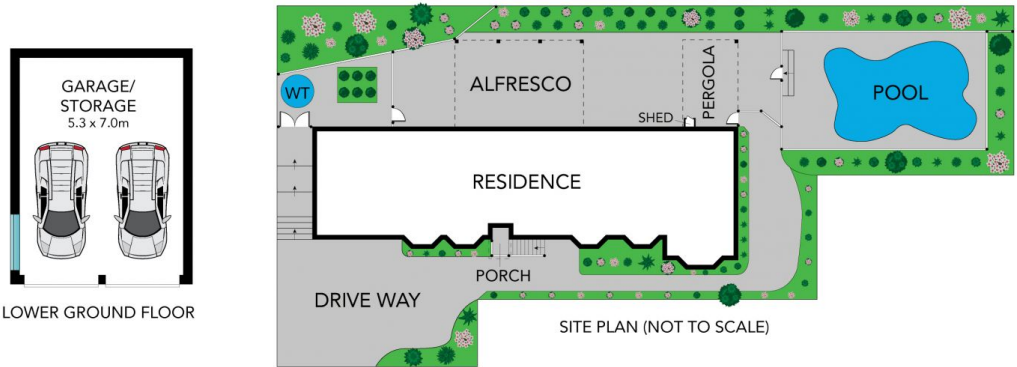 GARAGE/
STORAGE
5.3 x 7.0m
LOWER GROUND FLOOR
WT
ALFRESCO
PERGOLA
SHED
POOL
RESIDENCE
PORCH
DRIVE WAY
SITE PLAN (NOT TO SCALE)